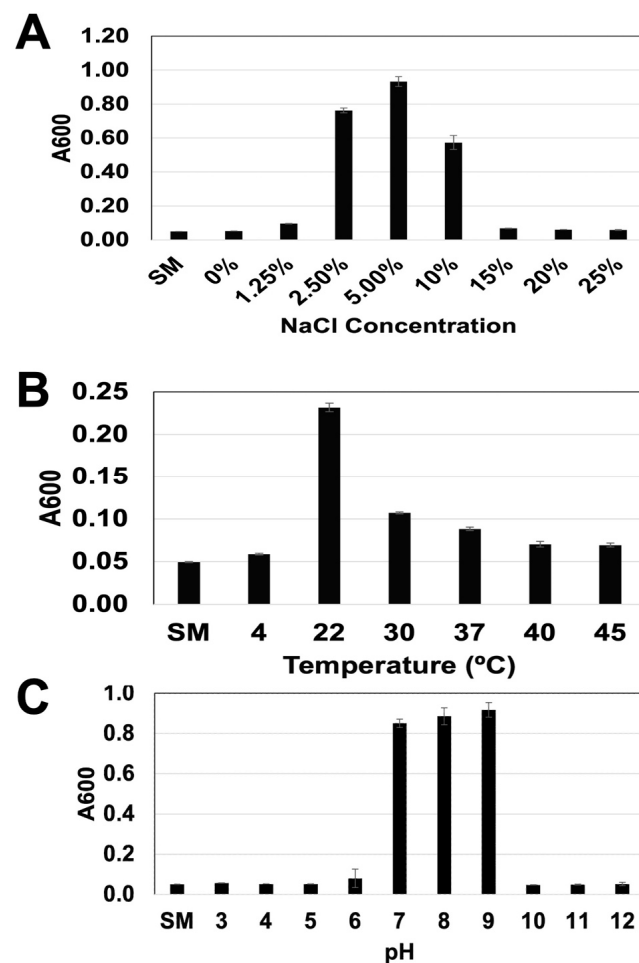 A
1.20
1.00
0.80
0.60
0.40
0.20
0.00
A600
SM 0% 1.25% 2.50% 5.00% 10% 15% 20% 25%
NaCl Concentration
B
0.25
0.20
0.15
0.10
0.05
0.00
A600
SM 4 22 30 37 40 45
Temperature (ºC)
C
1.0
0.8
0.6
0.4
0.2
0.0
A600
SM 3 4 5 6 7 8 9 10 11 12
pH